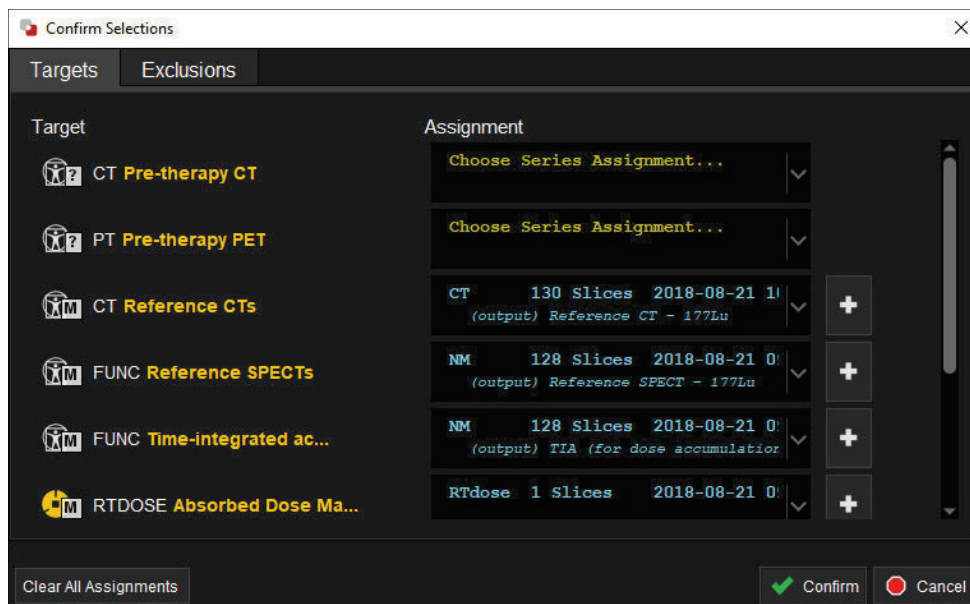 Confirm Selections
Targets Exclusions
Target Assignment
CT Pre-therapy CT Choose Series Assignment...
PT Pre-therapy PET Choose Series Assignment...
CT Reference CTs CT 130 Slices 2018-08-21
(output) Reference CT - 177Lu
FUNC Reference SPECTs NM 128 Slices 2018-08-21
(output) Reference SPECT - 177Lu
FUNC Time-integrated ac... NM 128 Slices 2018-08-21
(output) TIA (for dose accumulation
RTDOSE Absorbed Dose Ma... RTdose 1 Slices 2018-08-21
Clear All Assignments Confirm Cancel